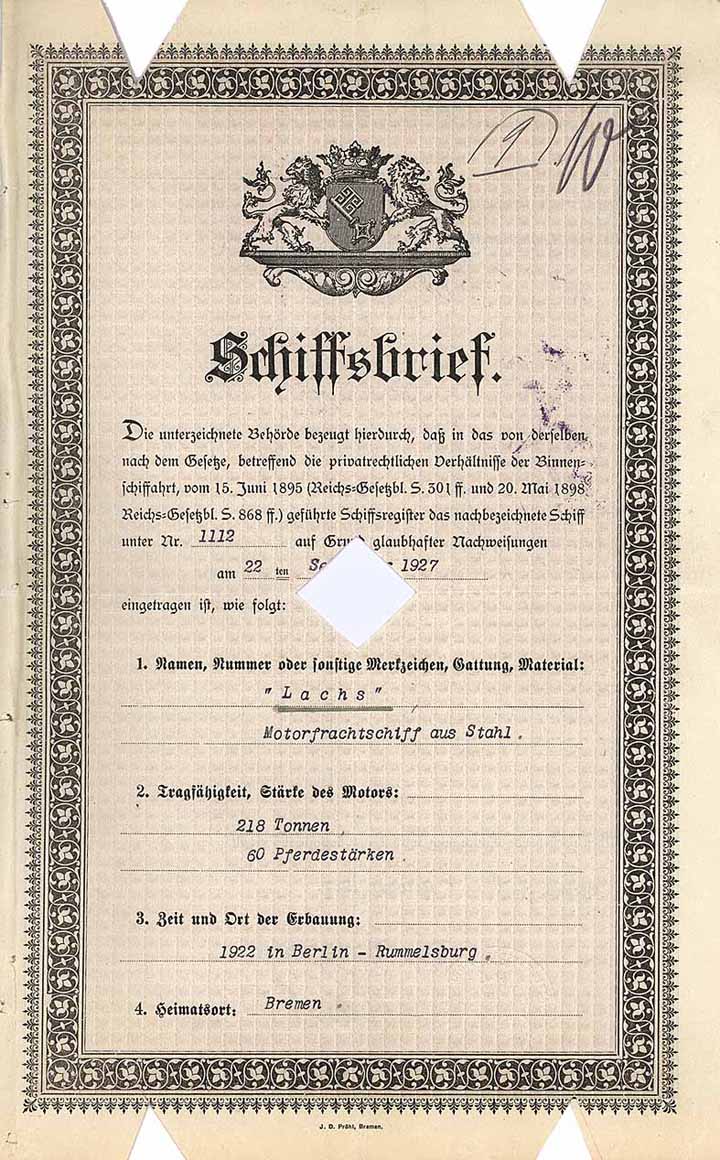 Schiffsbrief.
Die unterzeichnete Behörde bezeugt hierdurch, daß in das von derselben,
nach dem Gesetze, betreffend die privatrechtlichen Verhältnisse der Binnen-
schiffahrt, vom 15. Juni 1895 (Reichs-Gesetzbl. S. 301 ff. und 20. Mai 1898
Reichs-Gesetzbl. S. 868 ff.) geführte Schiffsregister das nachbezeichnete Schiff
unter Nr. 1112 auf Grund glaubhafter Nachweisungen
am 22 ten 1927
eingetragen ist, wie folgt:
1. Namen, Nummer oder sonstige Merkzeichen, Gattung, Material:
"Lachs"
Motorfrachtschiff aus Stahl.
2. Tragfähigkeit, Stärke des Motors:
218 Tonnen,
60 Pferdestärken.
3. Zeit und Ort der Erbauung:
1922 in Berlin - Rummelsburg.
4. Heimatsort: Bremen.
J. D. Pröhl, Bremen.